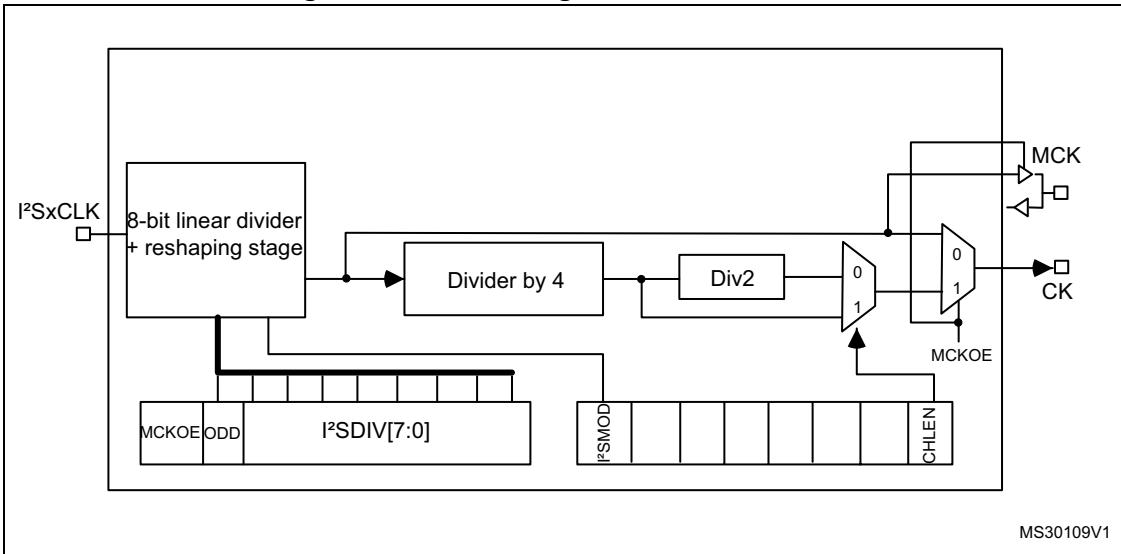 MCK
I²SxCLK
8-bit linear divider
+ reshaping stage
0
0
Divider by 4
Div2
1
1
CK
MCKOE
MCKOE
ODD
I²SDIV[7:0]
I²SMOD
CHLEN
MS30109V1